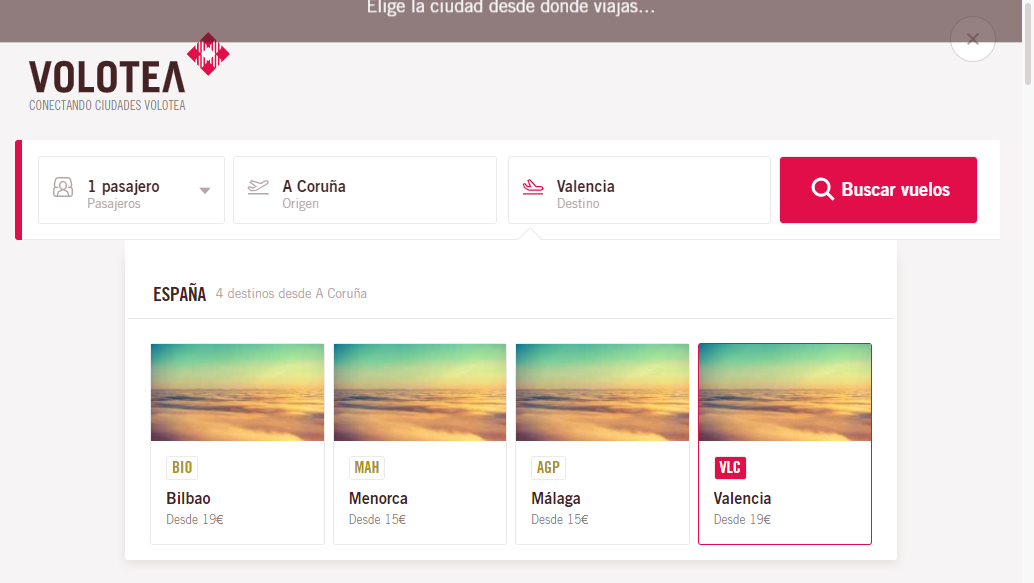 Elige la ciudad desde donde viajas...
VOLOTEA
CONECTANDO CIUDADES VOLOTEA
1 pasajero
Pasajeros
A Coruña
Origen
Valencia
Destino
Buscar vuelos
ESPAÑA 4 destinos desde A Coruña
BIO
Bilbao
Desde 19€
MAH
Menorca
Desde 15€
AGP
Málaga
Desde 15€
VLC
Valencia
Desde 19€